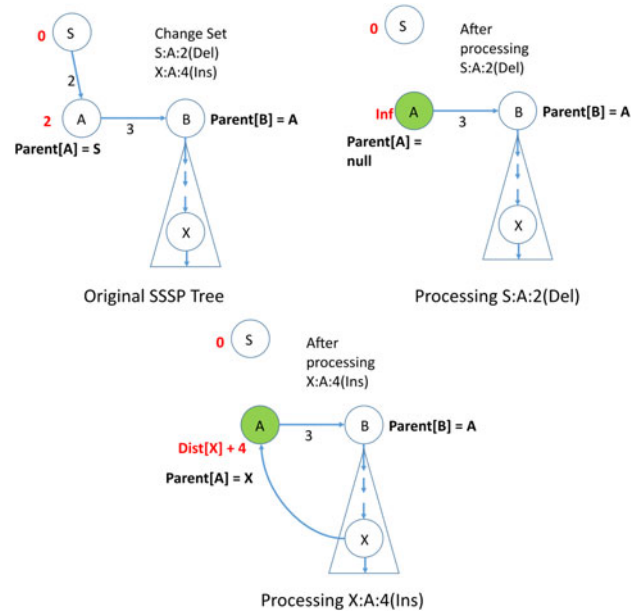 0
S
Change Set
S:A:2(Del)
X:A:4(Ins)
2
2
A
3
B
Parent[B] = A
Parent[A] = S
X
Original SSSP Tree
0
S
After
processing
S:A:2(Del)
Inf
A
3
B
Parent[B] = A
Parent[A] =
null
X
Processing S:A:2(Del)
0
S
After
processing
X:A:4(Ins)
A
3
B
Parent[B] = A
Dist[X] + 4
Parent[A] = X
X
Processing X:A:4(Ins)